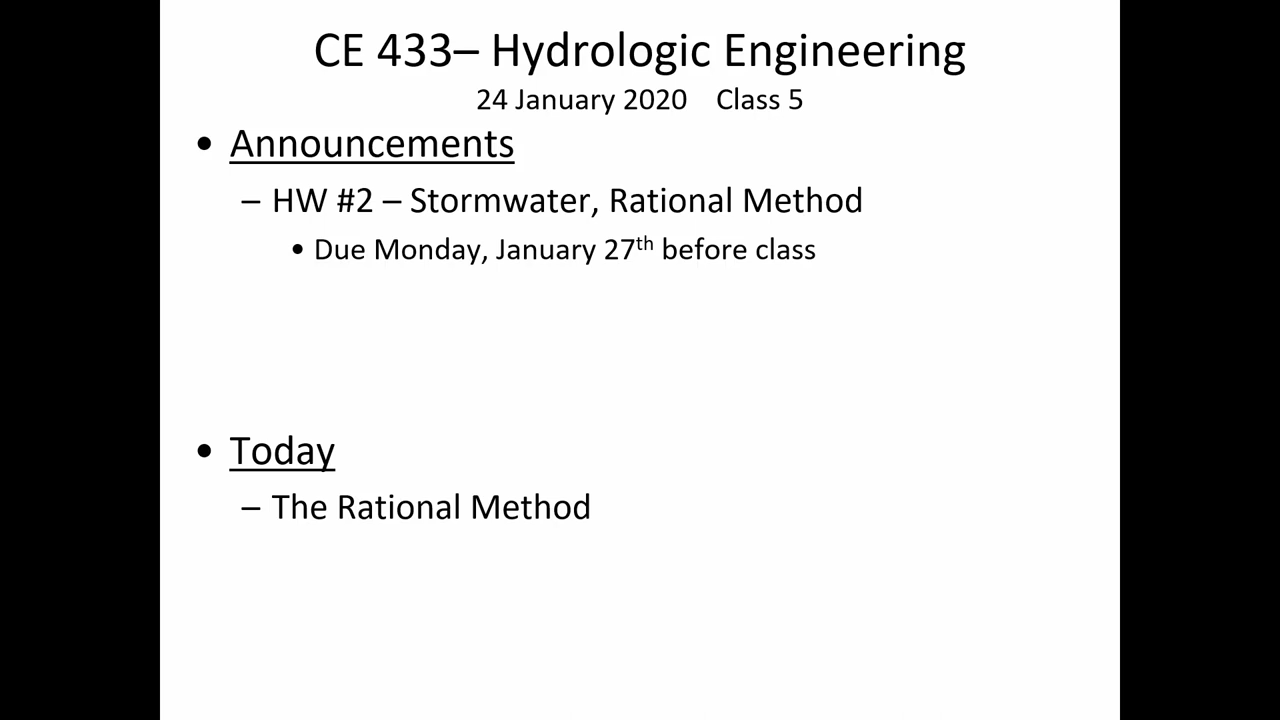 CE 433– Hydrologic Engineering
24 January 2020 Class 5
• Announcements
– HW #2 – Stormwater, Rational Method
• Due Monday, January 27th before class
• Today
– The Rational Method